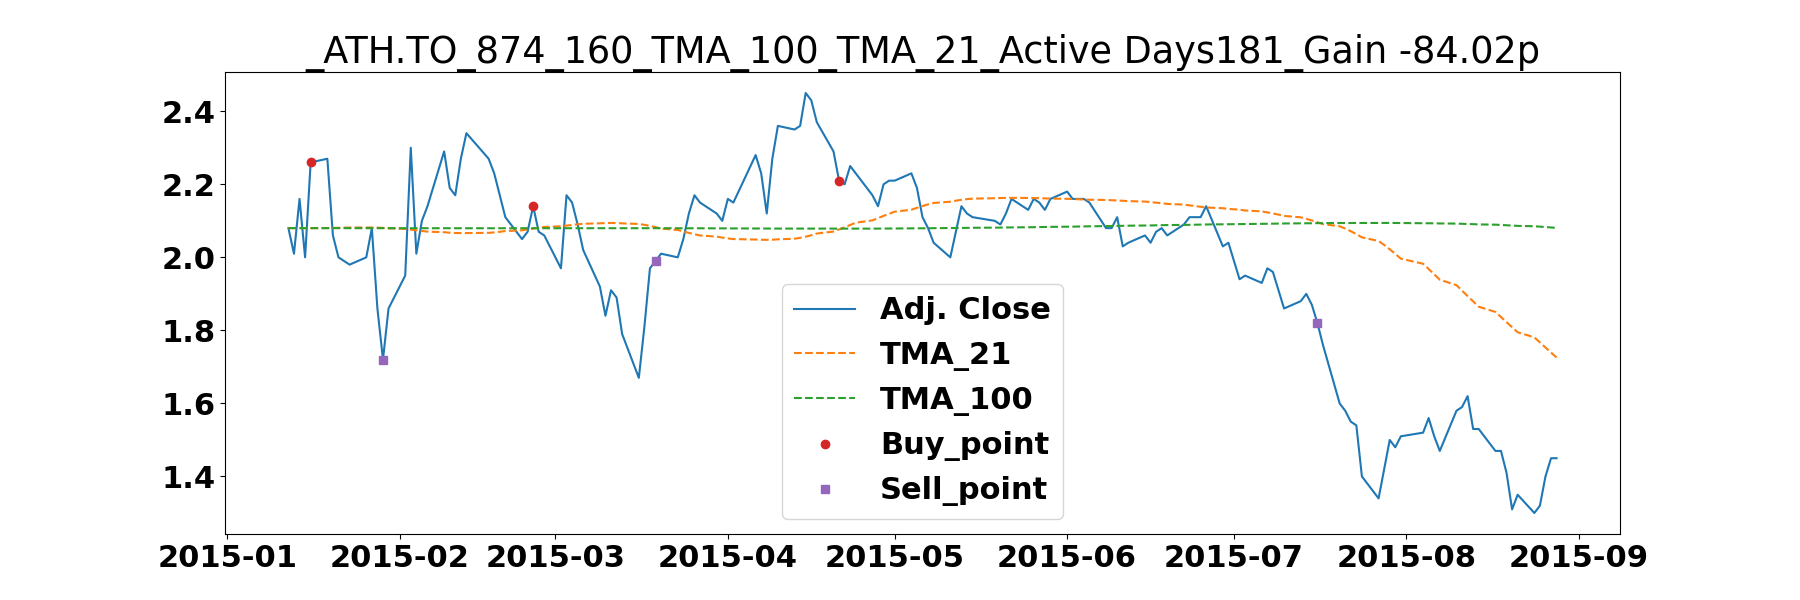 _ATH.TO_874_160_TMA_100_TMA_21_Active Days181_Gain -84.02p
2.4
2.2
2.0
1.8
1.6
1.4
Adj. Close
TMA_21
TMA_100
Buy_point
Sell_point
2015-01 2015-02 2015-03 2015-04 2015-05 2015-06 2015-07 2015-08 2015-09